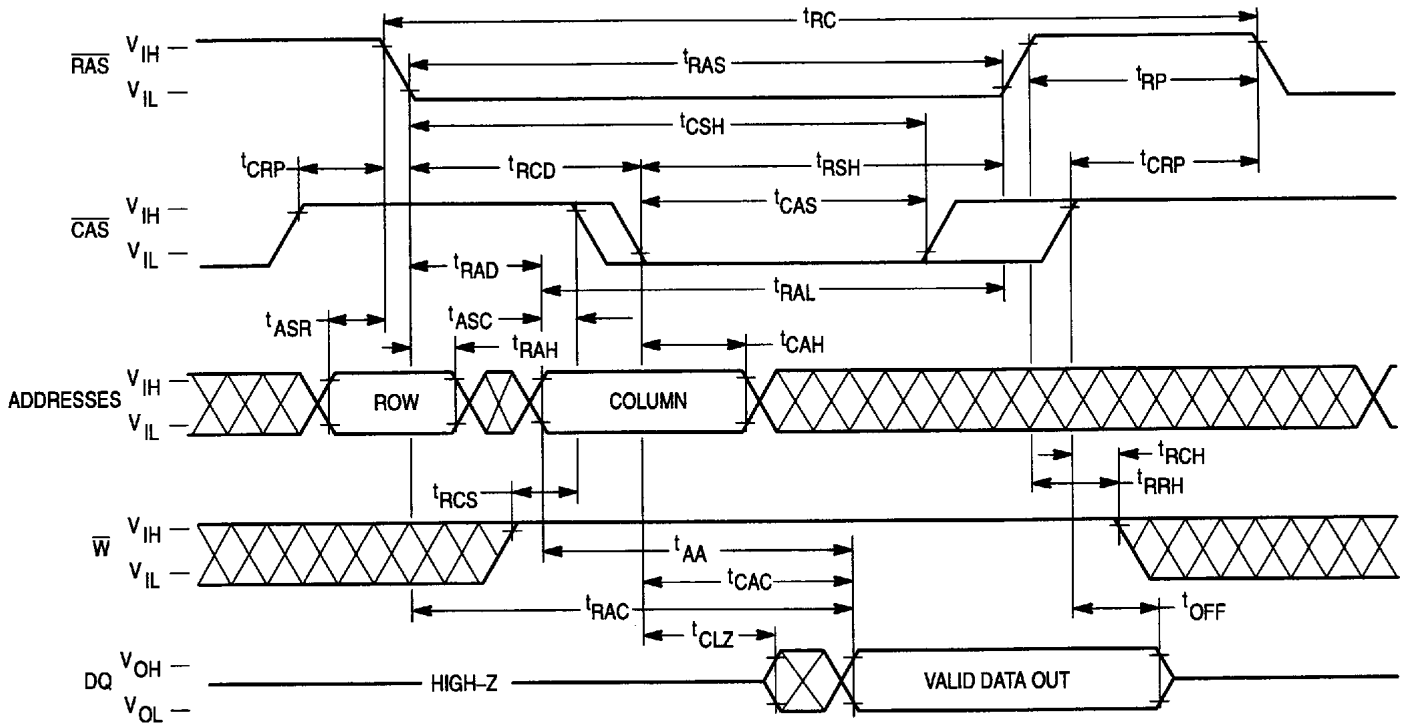 tRC
RAS
VIH
VIL
tRAS
tRP
tCSH
tCRP
tRCD
tRSH
tCRP
CAS
VIH
VIL
tCAS
tRAD
tRAL
tASR
tRAH
tASC
tCAH
ADDRESSES
VIH
VIL
ROW
COLUMN
tRCH
tRRH
tRCS
W
VIH
VIL
tAA
tCAC
tRAC
tOFF
tCLZ
DQ
VOH
VOL
HIGH–Z
VALID DATA OUT